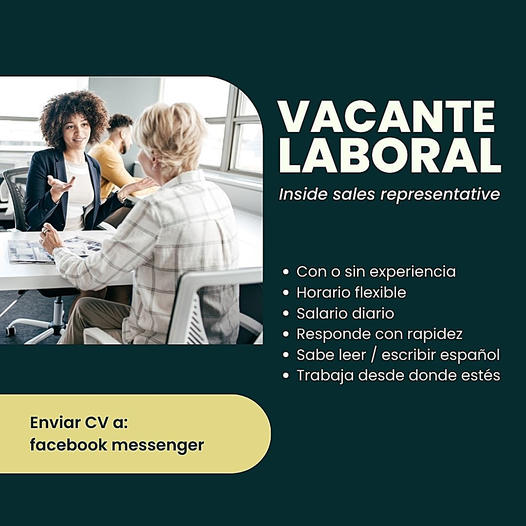 VACANTE
LABORAL
Inside sales representative
• Con o sin experiencia
• Horario flexible
• Salario diario
• Responde con rapidez
• Sabe leer / escribir español
• Trabaja desde donde estés
Enviar CV a:
facebook messenger